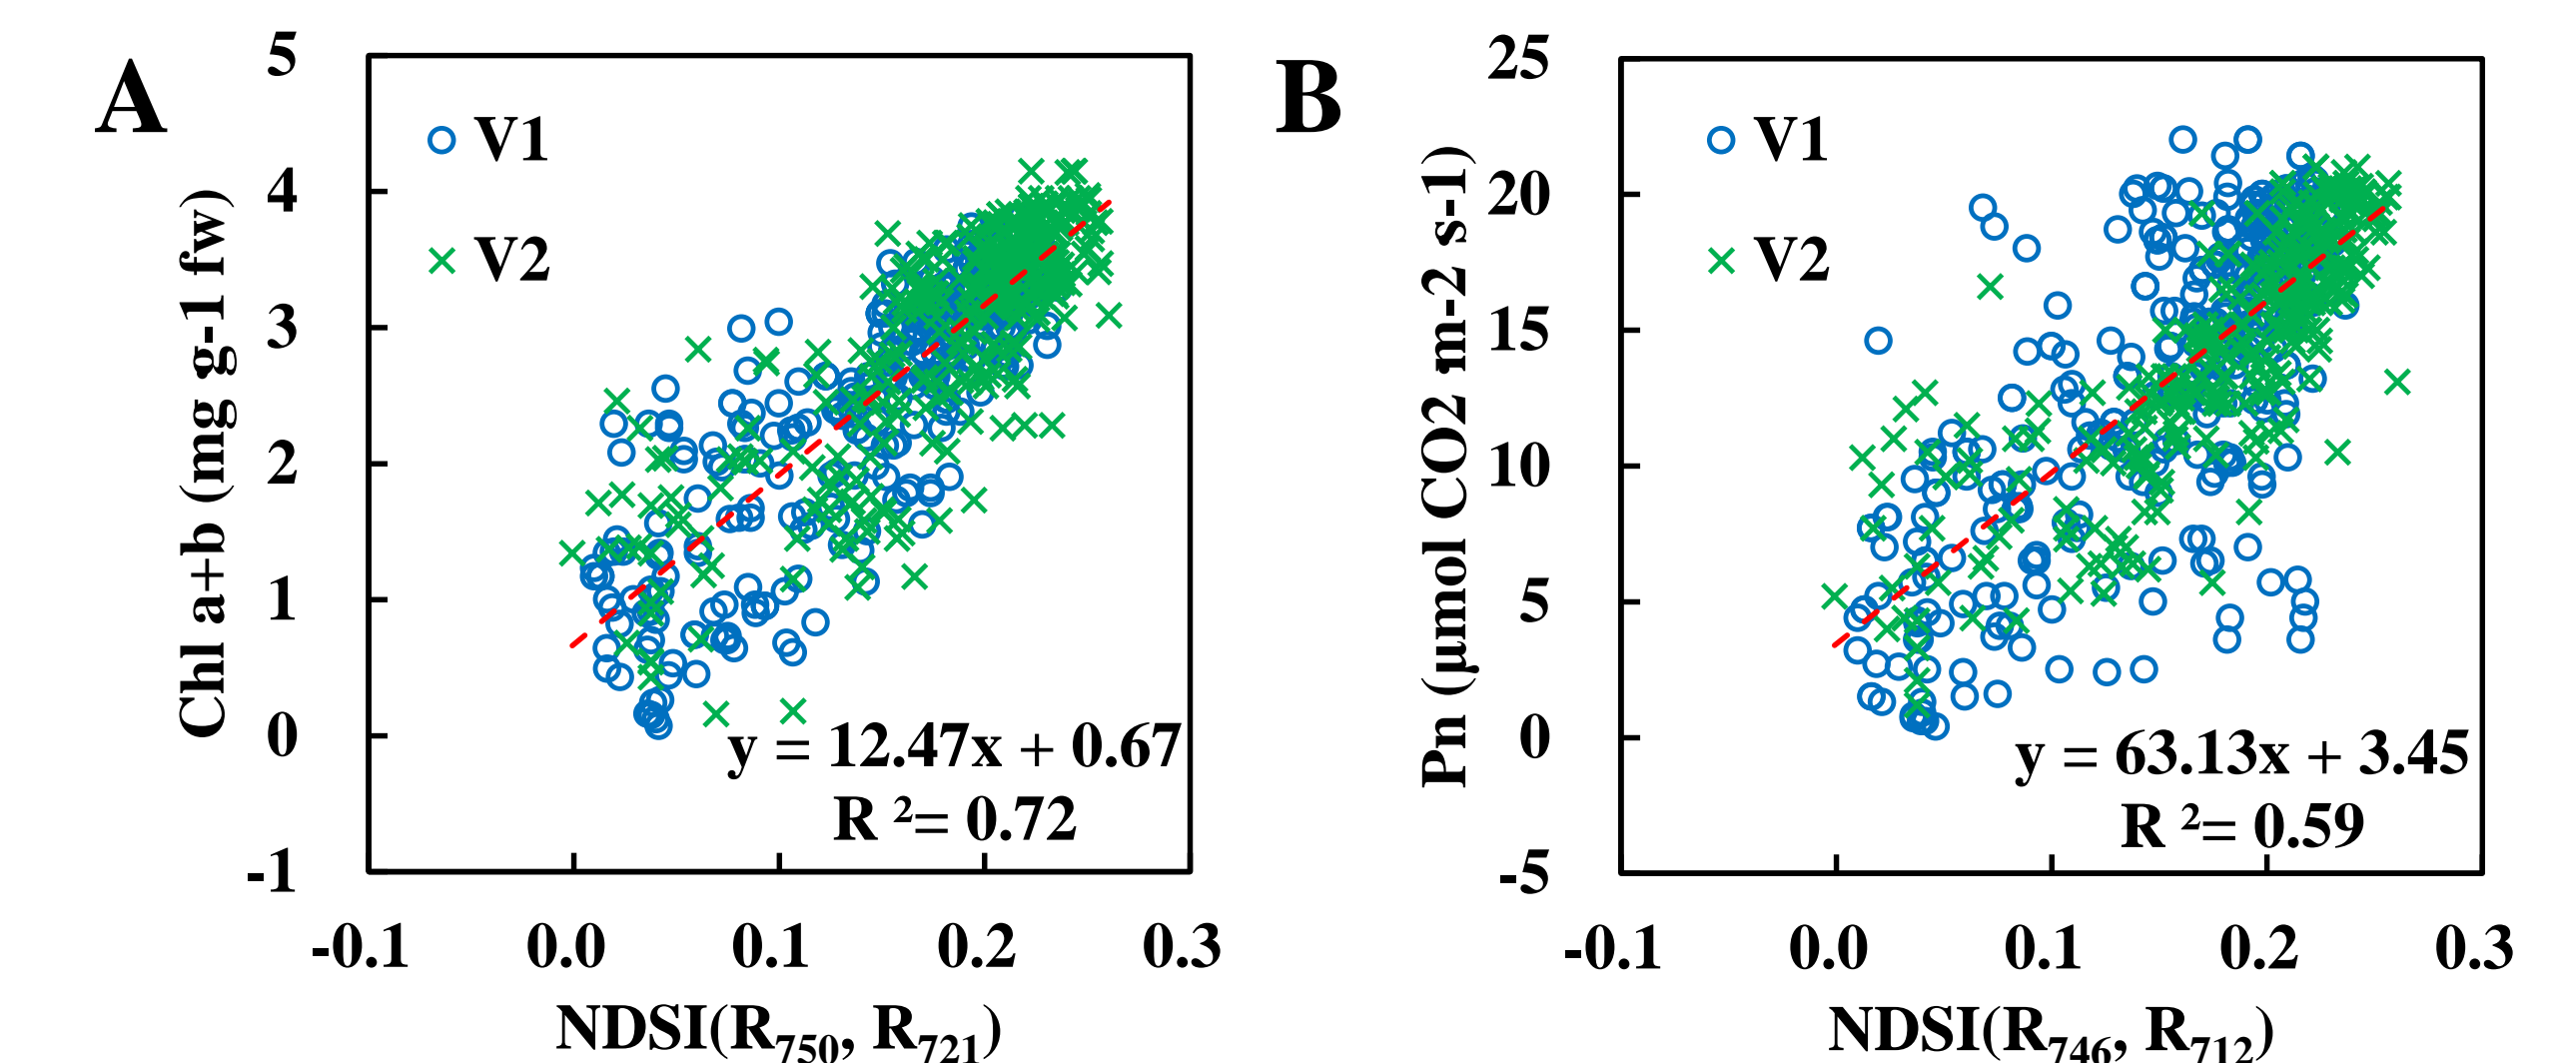 A
5
4
3
2
1
0
-1
Chl a+b (mg g-1 fw)
V1
V2
y = 12.47x + 0.67
R ²= 0.72
-0.1 0.0 0.1 0.2 0.3
NDSI(R750, R721)
B
25
20
15
10
5
0
-5
Pn (µmol CO2 m-2 s-1)
V1
V2
y = 63.13x + 3.45
R ²= 0.59
-0.1 0.0 0.1 0.2 0.3
NDSI(R746, R712)